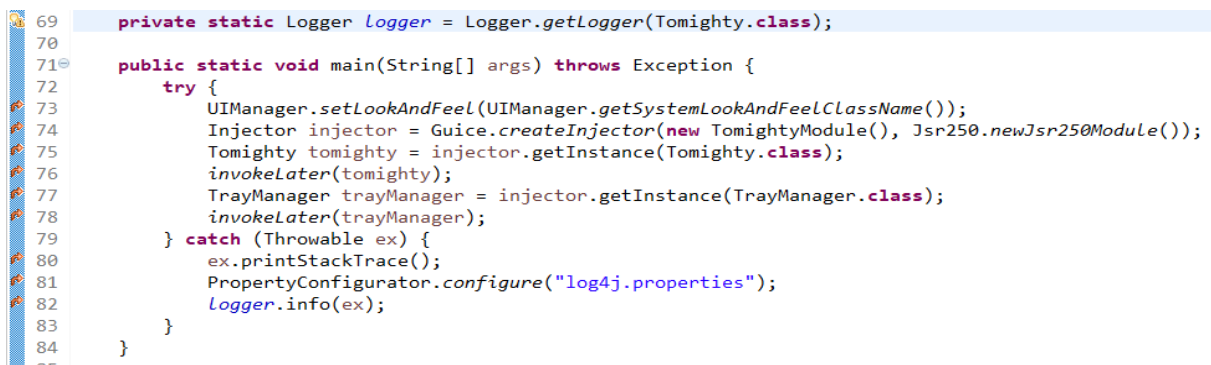 69 private static Logger logger = Logger.getLogger(Tomighty.class);
70
71 public static void main(String[] args) throws Exception {
72 try {
73 UIManager.setLookAndFeel(UIManager.getSystemLookAndFeelClassName());
74 Injector injector = Guice.createInjector(new TomightyModule(), Jsr250.newJsr250Module());
75 Tomighty tomighty = injector.getInstance(Tomighty.class);
76 invokeLater(tomighty);
77 TrayManager trayManager = injector.getInstance(TrayManager.class);
78 invokeLater(trayManager);
79 } catch (Throwable ex) {
80 ex.printStackTrace();
81 PropertyConfigurator.configure("log4j.properties");
82 logger.info(ex);
83 }
84 }